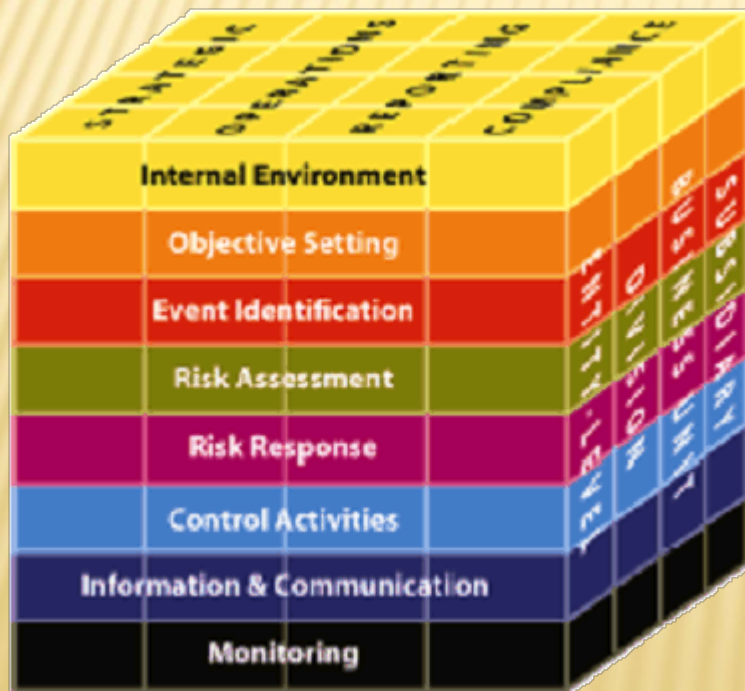 STRATEGIC
OPERATIONS
REPORTING
COMPLIANCE
Internal Environment
Objective Setting
Event Identification
Risk Assessment
Risk Response
Control Activities
Information & Communication
Monitoring
ENTITY-LEVEL
DIVISION
BUSINESS UNIT
SUBSIDIARY